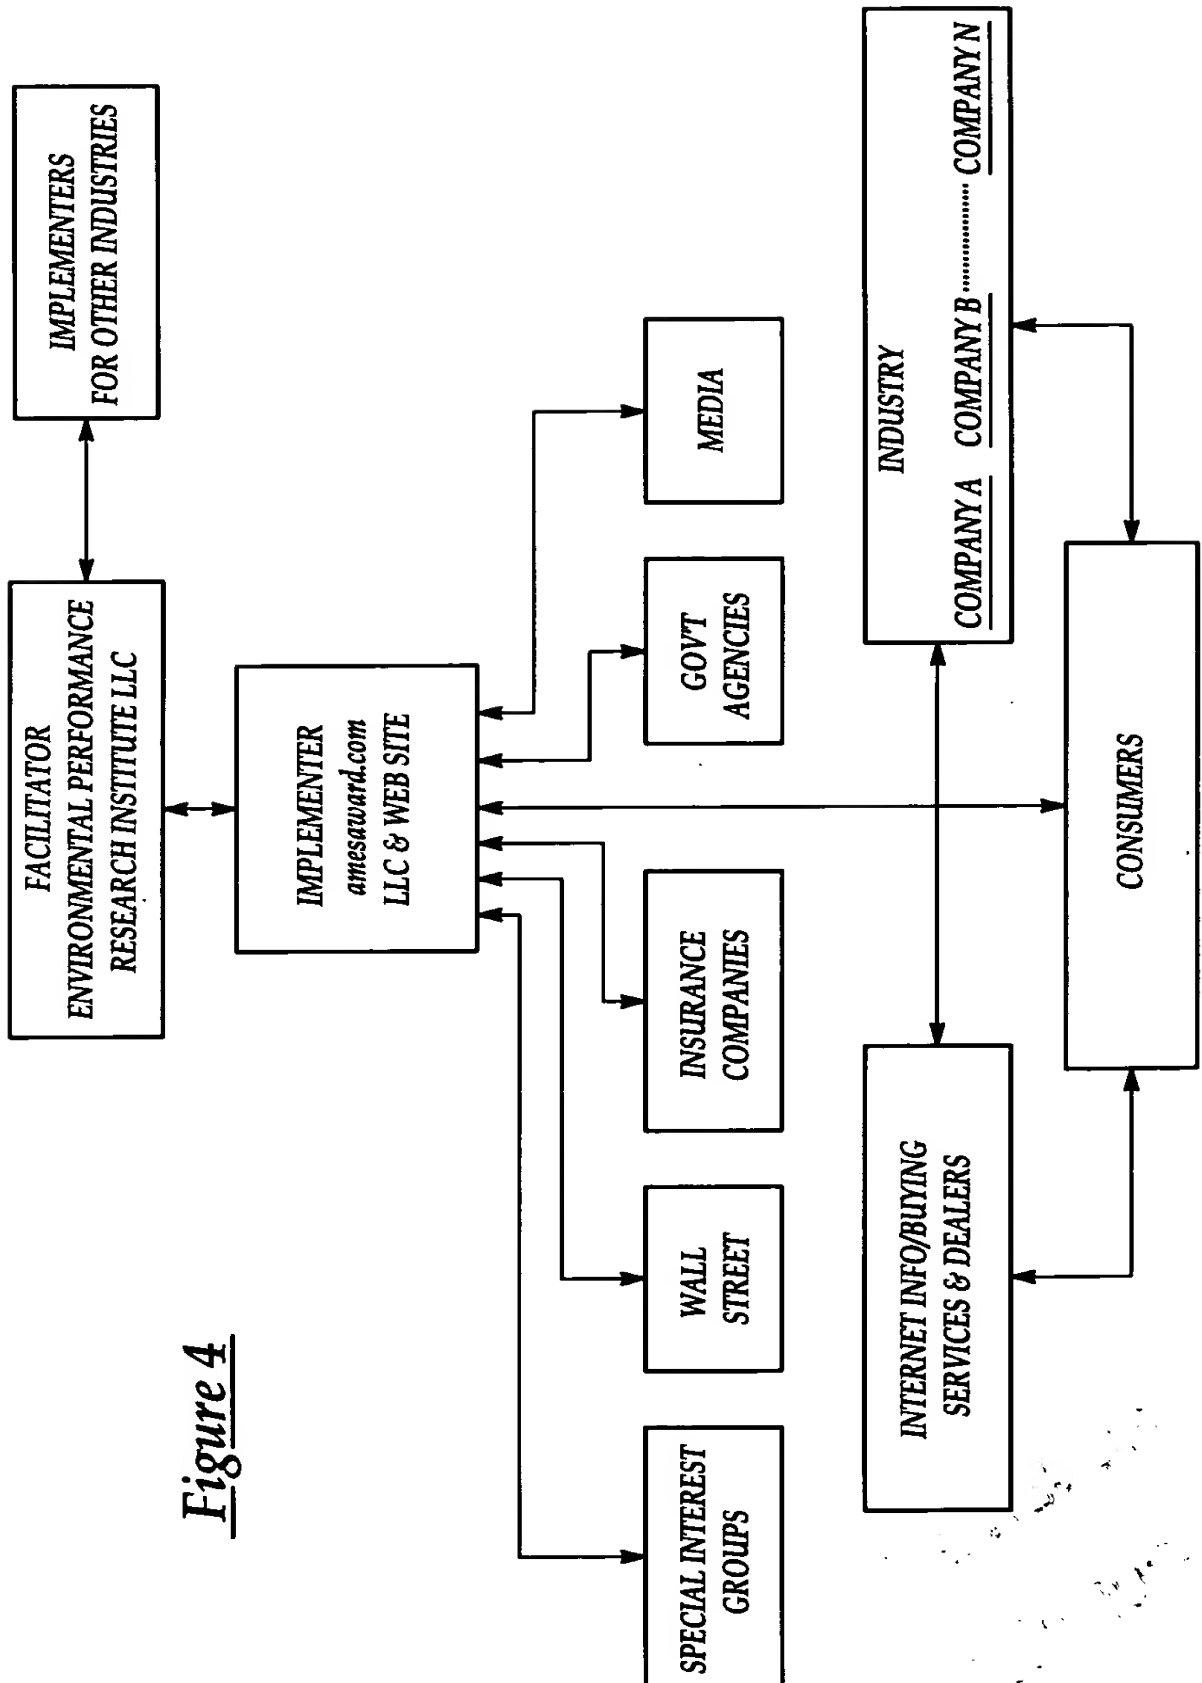 Figure 4
FACILITATOR
ENVIRONMENTAL PERFORMANCE
RESEARCH INSTITUTE LLC
IMPLEMENTERS
FOR OTHER INDUSTRIES
IMPLEMENTER
amesaward.com
LLC & WEB SITE
SPECIAL INTEREST
GROUPS
WALL
STREET
INSURANCE
COMPANIES
GOV'T
AGENCIES
MEDIA
INTERNET INFO/BUYING
SERVICES & DEALERS
INDUSTRY
COMPANY A COMPANY B ............... COMPANY N
CONSUMERS